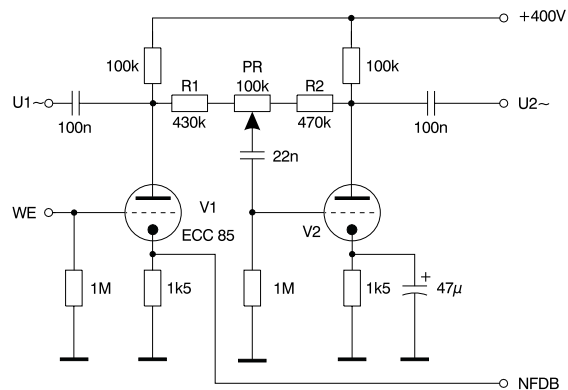 +400V
100k
R1
PR
100k
R2
100k
U1~
100n
430k
470k
100n
U2~
22n
WE
V1
ECC 85
V2
1M
1k5
1M
1k5
+
47µ
NFDB